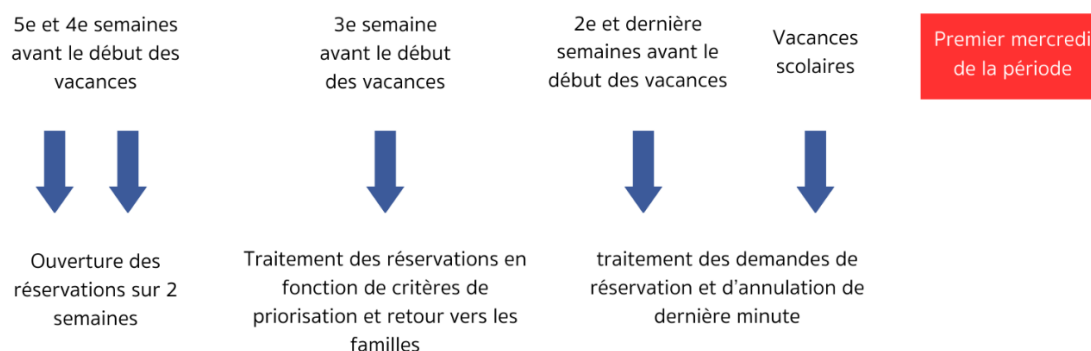 5e et 4e semaines
avant le début des
vacances
3e semaine
avant le début
des vacances
2e et dernière
semaines avant le
début des vacances
Vacances
scolaires
Premier mercredi
de la période
Ouverture des
réservations sur 2
semaines
Traitement des réservations en
fonction de critères de
priorisation et retour vers les
familles
traitement des demandes de
réservation et d'annulation de
dernière minute